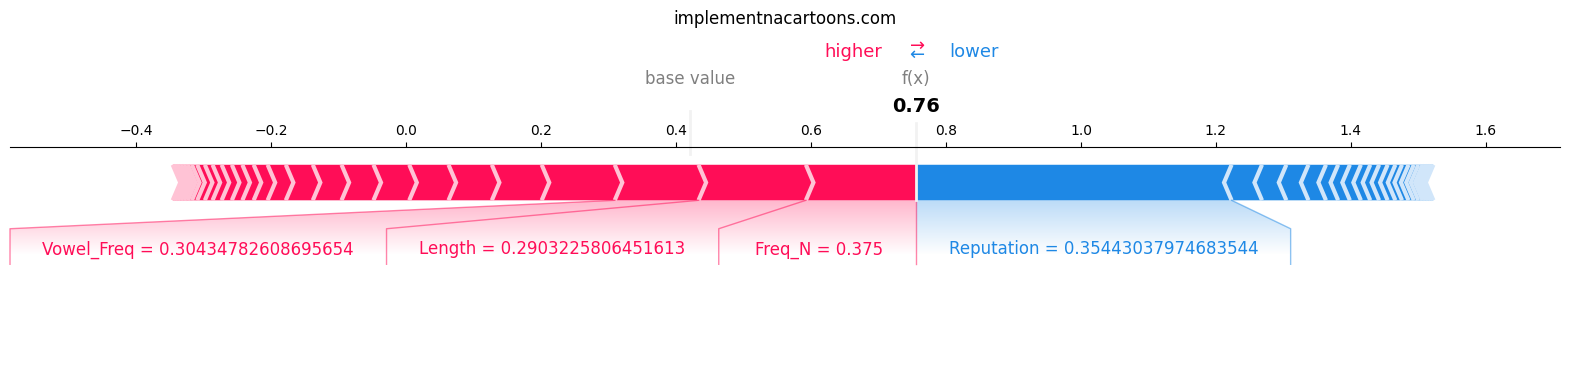 implementnacartoons.com
higher ⇄ lower
base value f(x)
0.76
−0.4 −0.2 0.0 0.2 0.4 0.6 0.8 1.0 1.2 1.4 1.6
Vowel_Freq = 0.30434782608695654 Length = 0.2903225806451613 Freq_N = 0.375 Reputation = 0.35443037974683544